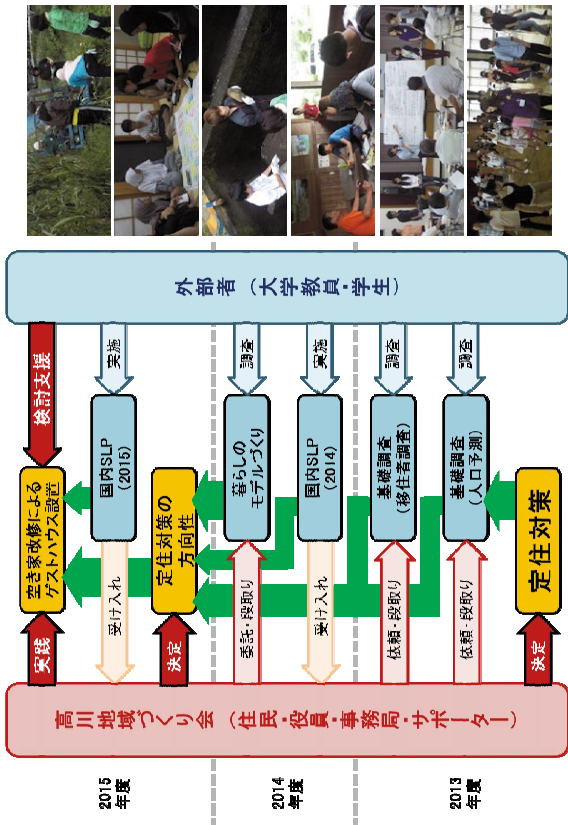 外部者（大学教員・学生）
検討支援
実施
調査
実施
調査
調査
空き家改修による
ゲストハウス設置
国内SLP
（2015）
定住対策の
方向性
暮らしの
モデルづくり
国内SLP
（2014）
基礎調査
（移住者調査）
基礎調査
（人口予測）
定住対策
実践
受け入れ
決定
委託・段取り
受け入れ
依頼・段取り
依頼・段取り
決定
高川地域づくり会（住民・役員・事務局・サポーター）
2015
年度
2014
年度
2013
年度